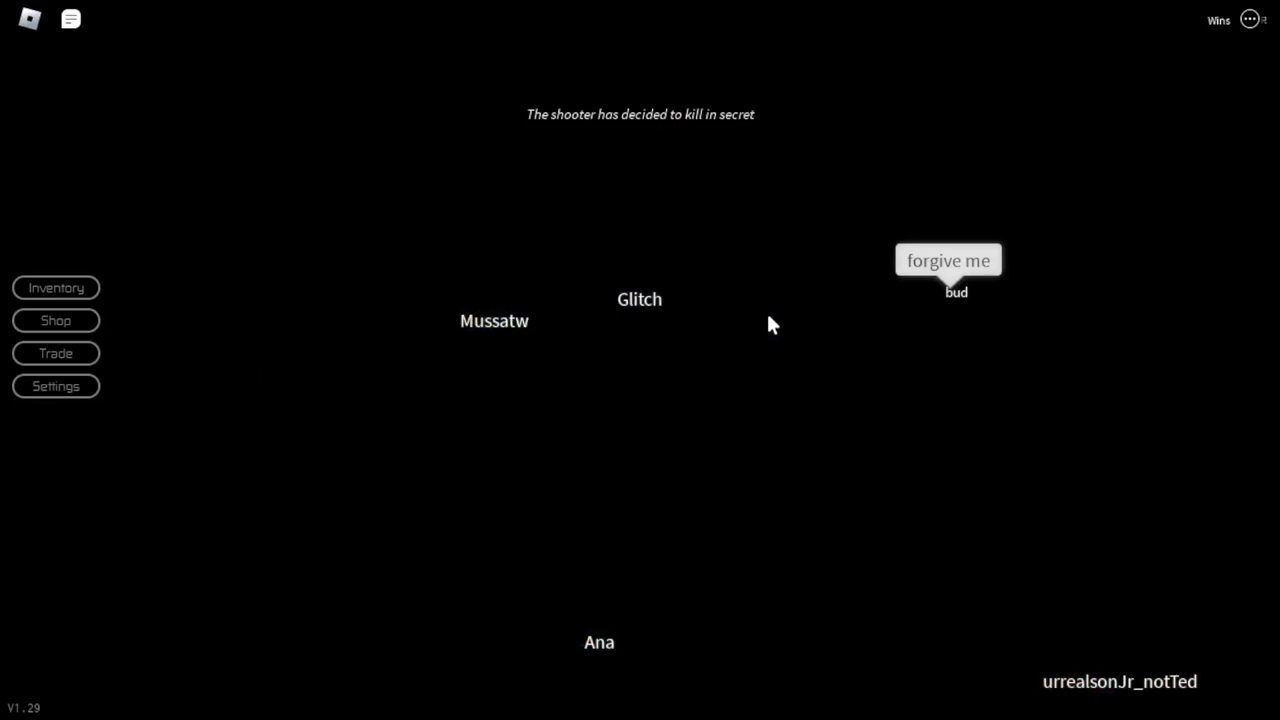 Wins
The shooter has decided to kill in secret
forgive me
bud
Glitch
Mussatw
Inventory
Shop
Trade
Settings
Ana
urrealsonJr_notTed
V1.29